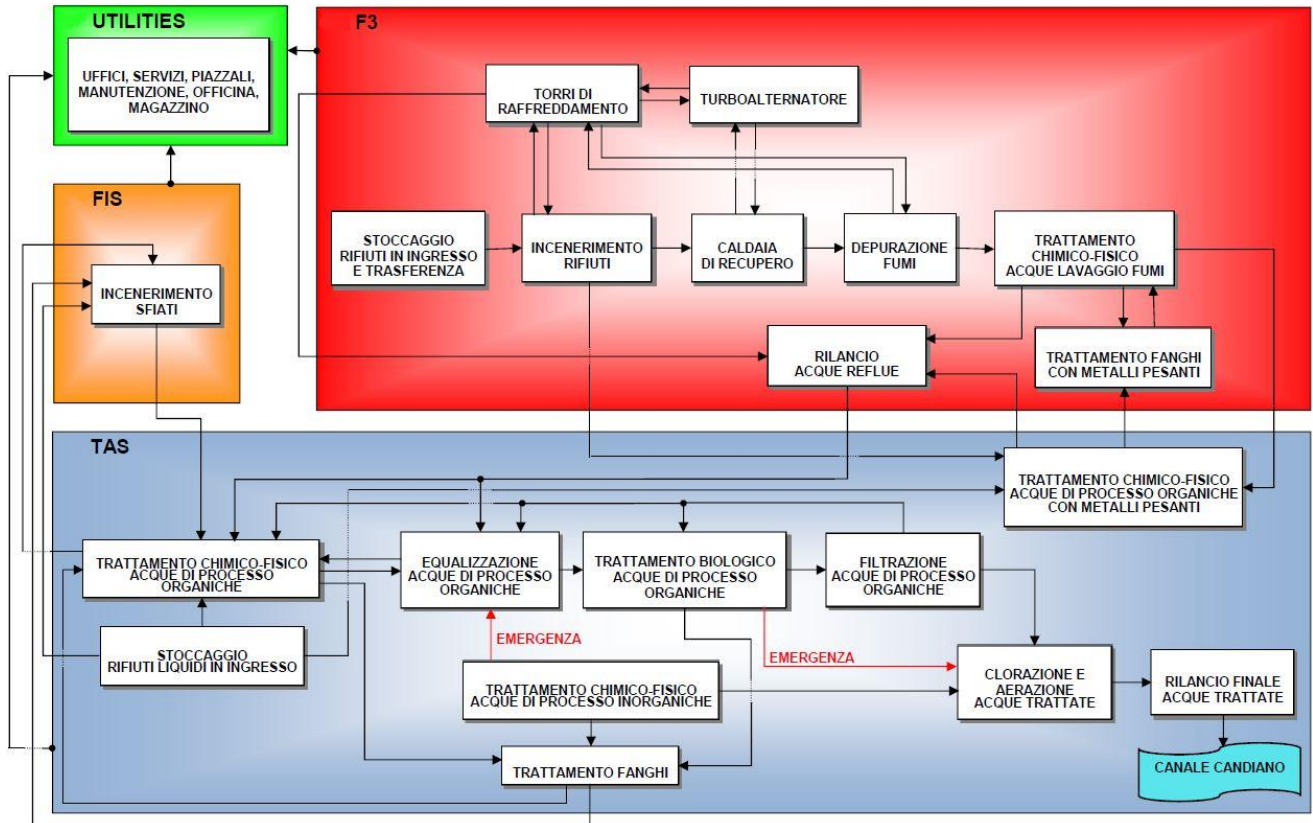 UTILITIES
UFFICI, SERVIZI, PIAZZALI,
MANUTENZIONE, OFFICINA,
MAGAZZINO
F3
TORRI DI
RAFFREDDAMENTO
TURBOALTERNATORE
FIS
INCENERIMENTO
SFIATI
STOCCAGGIO
RIFIUTI IN INGRESSO
E TRASFERENZA
INCENERIMENTO
RIFIUTI
CALDAIA
DI RECUPERO
DEPURAZIONE
FUMI
TRATTAMENTO
CHIMICO-FISICO
ACQUE LAVAGGIO FUMI
RILANCIO
ACQUE REFLUE
TRATTAMENTO FANGHI
CON METALLI PESANTI
TAS
TRATTAMENTO CHIMICO-FISICO
ACQUE DI PROCESSO ORGANICHE
CON METALLI PESANTI
TRATTAMENTO CHIMICO-FISICO
ACQUE DI PROCESSO
ORGANICHE
EQUALIZZAZIONE
ACQUE DI PROCESSO
ORGANICHE
TRATTAMENTO BIOLOGICO
ACQUE DI PROCESSO
ORGANICHE
FILTRAZIONE
ACQUE DI PROCESSO
ORGANICHE
STOCCAGGIO
RIFIUTI LIQUIDI IN INGRESSO
EMERGENZA
EMERGENZA
TRATTAMENTO CHIMICO-FISICO
ACQUE DI PROCESSO INORGANICHE
CLORAZIONE E
AERAZIONE
ACQUE TRATTATE
RILANCIO FINALE
ACQUE TRATTATE
TRATTAMENTO FANGHI
CANALE CANDIANO